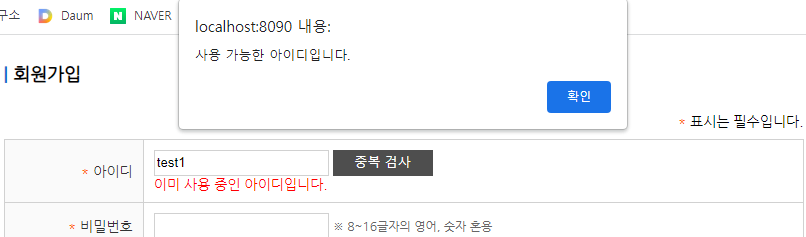 구소 Daum NAVER
localhost:8090 내용:
사용 가능한 아이디입니다.
확인
회원가입
* 표시는 필수입니다.
* 아이디 test1 중복 검사
이미 사용 중인 아이디입니다.
* 비밀번호 ※ 8~16글자의 영어, 숫자 혼용